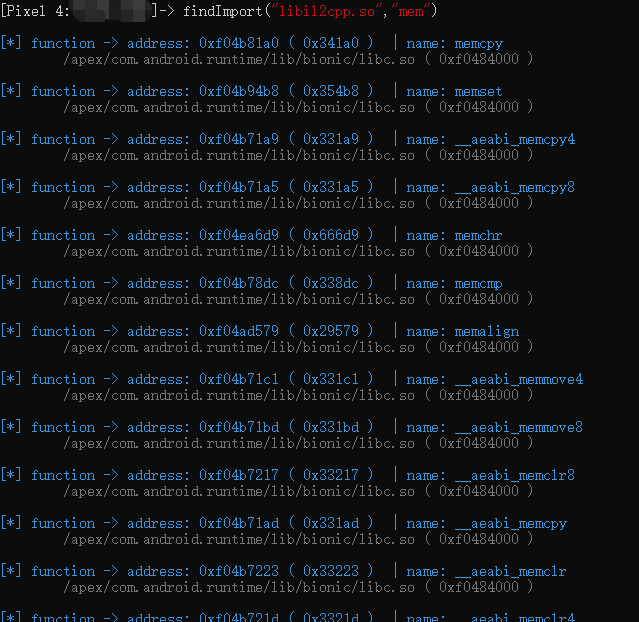 [Pixel 4: ]-> findImport("libil2cpp.so","mem")
[*] function -> address: 0xf04b81a0 ( 0x341a0 ) | name: memcpy
/apex/com.android.runtime/lib/bionic/libc.so ( 0xf0484000 )
[*] function -> address: 0xf04b94b8 ( 0x354b8 ) | name: memset
/apex/com.android.runtime/lib/bionic/libc.so ( 0xf0484000 )
[*] function -> address: 0xf04b71a9 ( 0x331a9 ) | name: __aeabi_memcpy4
/apex/com.android.runtime/lib/bionic/libc.so ( 0xf0484000 )
[*] function -> address: 0xf04b71a5 ( 0x331a5 ) | name: __aeabi_memcpy8
/apex/com.android.runtime/lib/bionic/libc.so ( 0xf0484000 )
[*] function -> address: 0xf04ea6d9 ( 0x666d9 ) | name: memchr
/apex/com.android.runtime/lib/bionic/libc.so ( 0xf0484000 )
[*] function -> address: 0xf04b78dc ( 0x338dc ) | name: memcmp
/apex/com.android.runtime/lib/bionic/libc.so ( 0xf0484000 )
[*] function -> address: 0xf04ad579 ( 0x29579 ) | name: memalign
/apex/com.android.runtime/lib/bionic/libc.so ( 0xf0484000 )
[*] function -> address: 0xf04b71c1 ( 0x331c1 ) | name: __aeabi_memmove4
/apex/com.android.runtime/lib/bionic/libc.so ( 0xf0484000 )
[*] function -> address: 0xf04b71bd ( 0x331bd ) | name: __aeabi_memmove8
/apex/com.android.runtime/lib/bionic/libc.so ( 0xf0484000 )
[*] function -> address: 0xf04b7217 ( 0x33217 ) | name: __aeabi_memclr8
/apex/com.android.runtime/lib/bionic/libc.so ( 0xf0484000 )
[*] function -> address: 0xf04b71ad ( 0x331ad ) | name: __aeabi_memcpy
/apex/com.android.runtime/lib/bionic/libc.so ( 0xf0484000 )
[*] function -> address: 0xf04b7223 ( 0x33223 ) | name: __aeabi_memclr
/apex/com.android.runtime/lib/bionic/libc.so ( 0xf0484000 )
[*] function -> address: 0xf04b721d ( 0x3321d ) | name: __aeabi_memclr4